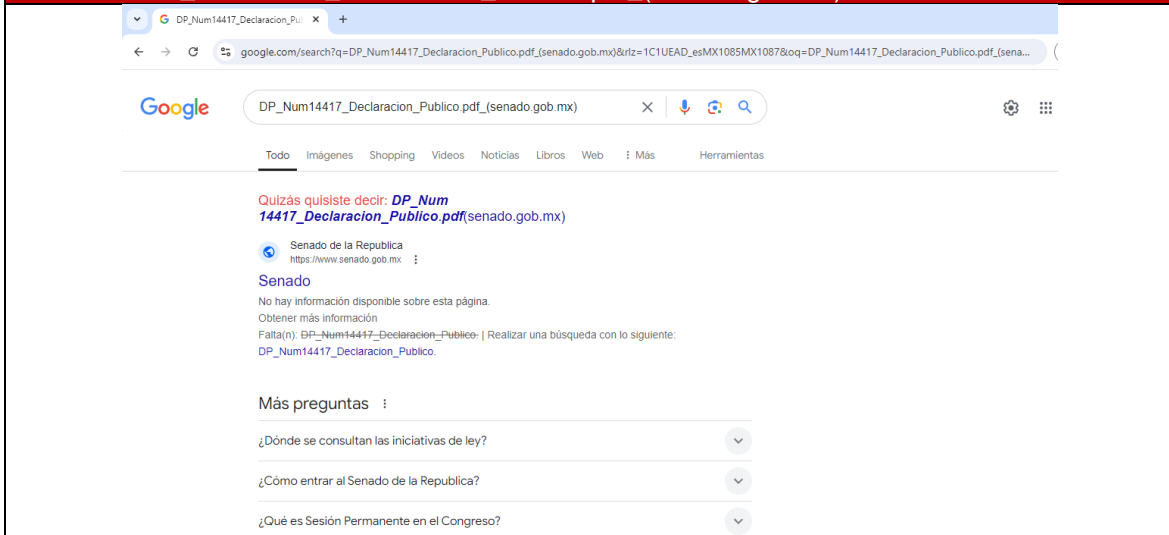 DP_Num14417_Declaracion_Pu
google.com/search?q=DP_Num14417_Declaracion_Publico.pdf_(senado.gob.mx)&rlz=1C1UEAD_esMX1085MX1087&oq=DP_Num14417_Declaracion_Publico.pdf_(sena...
Google
DP_Num14417_Declaracion_Publico.pdf_(senado.gob.mx)
Todo Imágenes Shopping Videos Noticias Libros Web Más Herramientas
Quizás quisiste decir: DP_Num
14417_Declaracion_Publico.pdf(senado.gob.mx)
Senado de la Republica
https://www.senado.gob.mx
Senado
No hay información disponible sobre esta página.
Obtener más información
Falta(n): DP_Num14417_Declaracion_Publico. | Realizar una búsqueda con lo siguiente:
DP_Num14417_Declaracion_Publico.
Más preguntas
¿Dónde se consultan las iniciativas de ley?
¿Cómo entrar al Senado de la Republica?
¿Qué es Sesión Permanente en el Congreso?